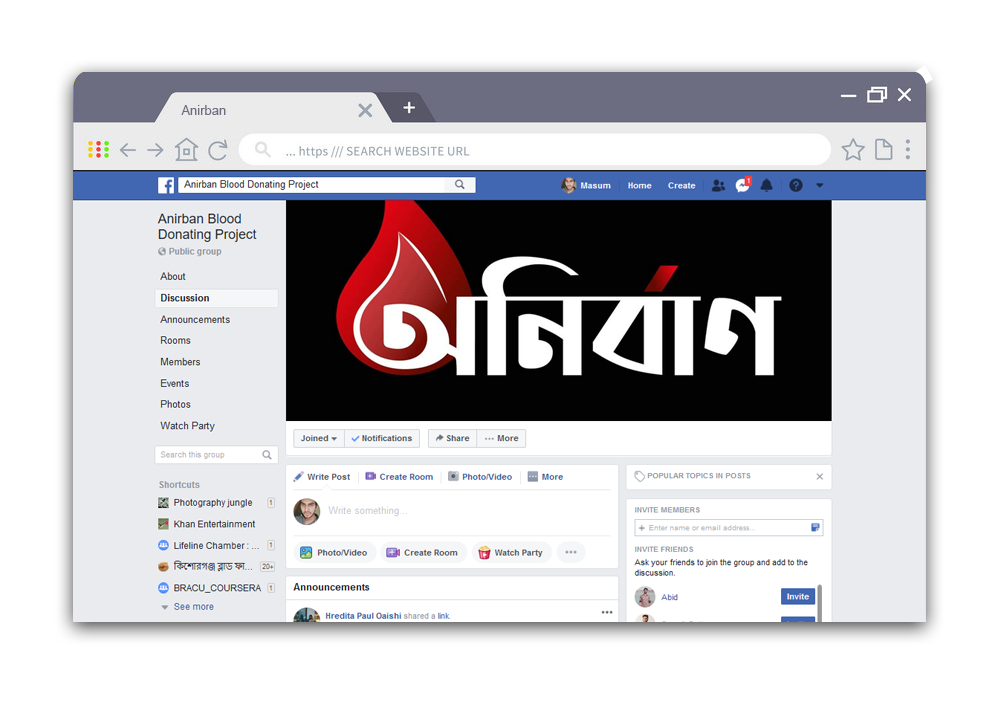 Anirban
... https /// SEARCH WEBSITE URL
Anirban Blood Donating Project
Masum
Home
Create
1
Anirban Blood
Donating Project
Public group
About
Discussion
Announcements
Rooms
Members
Events
Photos
Watch Party
Search this group
Shortcuts
Photography jungle 1
Khan Entertainment
Lifeline Chamber : ... 1
কিশোরগঞ্জ ব্লাড ফা... 20+
BRACU_COURSERA 1
See more
অনির্বাণ
Joined
Notifications
Share
More
Write Post
Create Room
Photo/Video
More
Write something...
Photo/Video
Create Room
Watch Party
Announcements
Hredita Paul Oaishi shared a link.
POPULAR TOPICS IN POSTS
INVITE MEMBERS
+ Enter name or email address...
INVITE FRIENDS
Ask your friends to join the group and add to the
discussion.
Abid
Invite